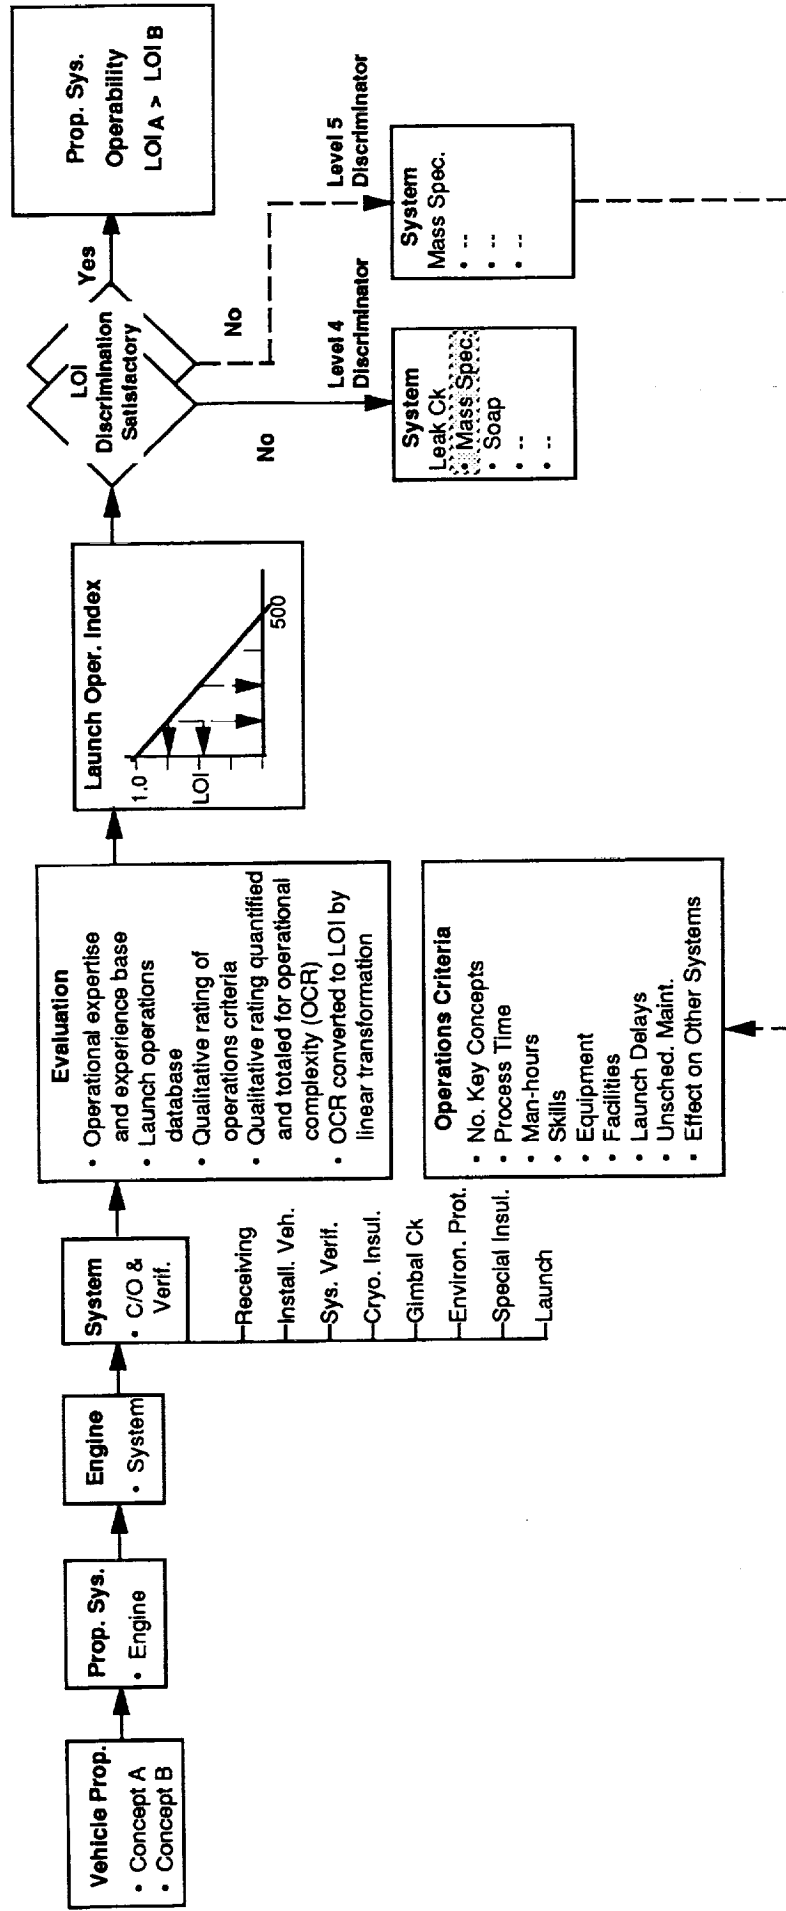 Vehicle Prop.
• Concept A
• Concept B
Prop. Sys.
• Engine
Engine
• System
System
• C/O &
Verif.
Receiving
Install. Veh.
Sys. Verif.
Cryo. Insul.
Gimbal Ck
Environ. Prot.
Special Insul.
Launch
Evaluation
• Operational expertise
and experience base
• Launch operations
database
• Qualitative rating of
operations criteria
• Qualitative rating quantified
and totaled for operational
complexity (OCR)
• OCR converted to LOI by
linear transformation
Operations Criteria
• No. Key Concepts
• Process Time
• Man-hours
• Skills
• Equipment
• Facilities
• Launch Delays
• Unsched. Maint.
• Effect on Other Systems
Launch Oper. Index
1.0
LOI
500
LOI
Discrimination
Satisfactory
Yes
No
No
Prop. Sys.
Operability
LOI A > LOI B
Level 4
Discriminator
System
Leak Ck
• Mass Spec.
• Soap
• --
• --
Level 5
Discriminator
System
Mass Spec.
• --
• --
• --